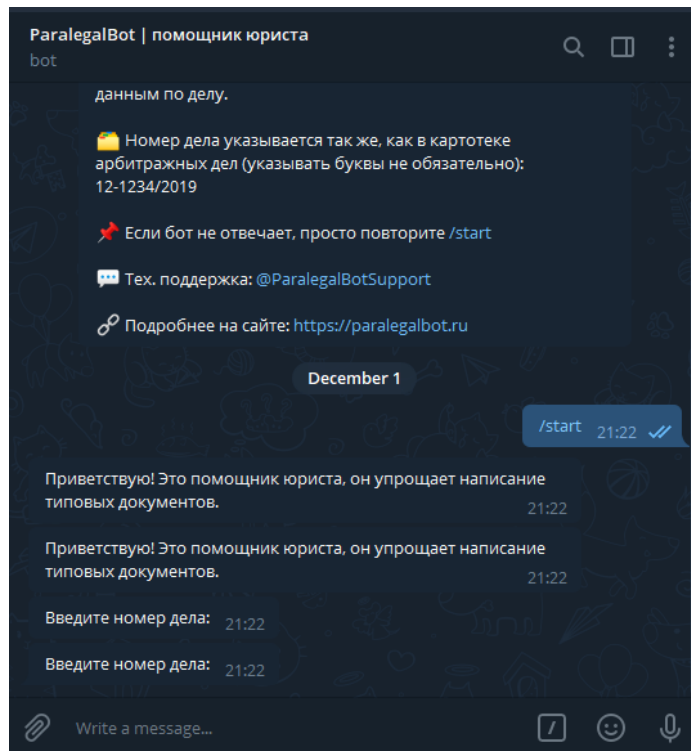 ParalegalBot | помощник юриста
bot
данным по делу.
🗂 Номер дела указывается так же, как в картотеке
арбитражных дел (указывать буквы не обязательно):
12-1234/2019
📌 Если бот не отвечает, просто повторите /start
💬 Тех. поддержка: @ParalegalBotSupport
🔗 Подробнее на сайте: https://paralegalbot.ru
December 1
/start 21:22
Приветствую! Это помощник юриста, он упрощает написание
типовых документов.
21:22
Приветствую! Это помощник юриста, он упрощает написание
типовых документов.
21:22
Введите номер дела: 21:22
Введите номер дела: 21:22
Write a message...